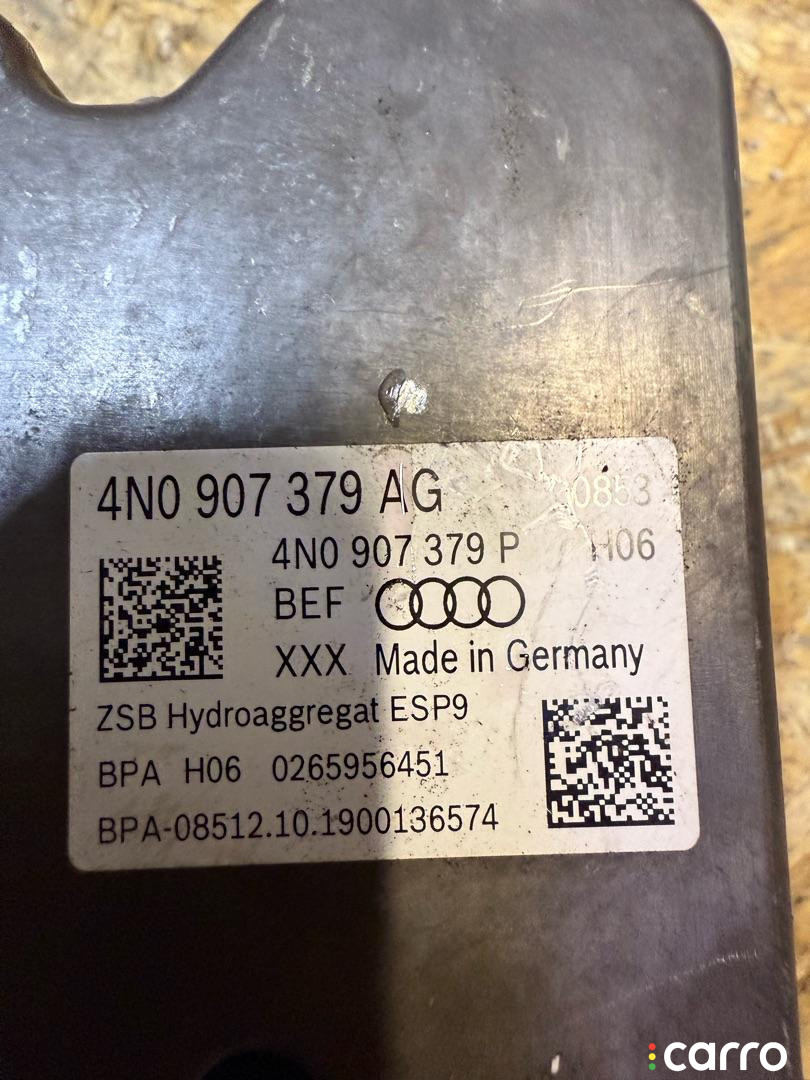 4N0 907 379 AG 0853
4N0 907 379 P H06
BEF
XXX Made in Germany
ZSB Hydroaggregat ESP9
BPA H06 0265956451
BPA-08512.10.1900136574
carro